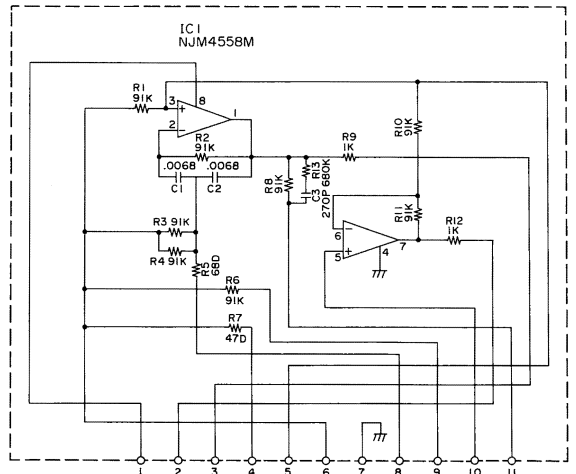 IC1
NJM4558M
R1
91K
3
+
8
1
2
-
R2
91K
.0068
.0068
C1
C2
R10
91K
R9
1K
R8
91K
R13
680K
C3
270P
R11
91K
R12
1K
6
-
7
5
+
4
R3 91K
R4 91K
R5
68D
R6
91K
R7
47D
1
2
3
4
5
6
7
8
9
10
11